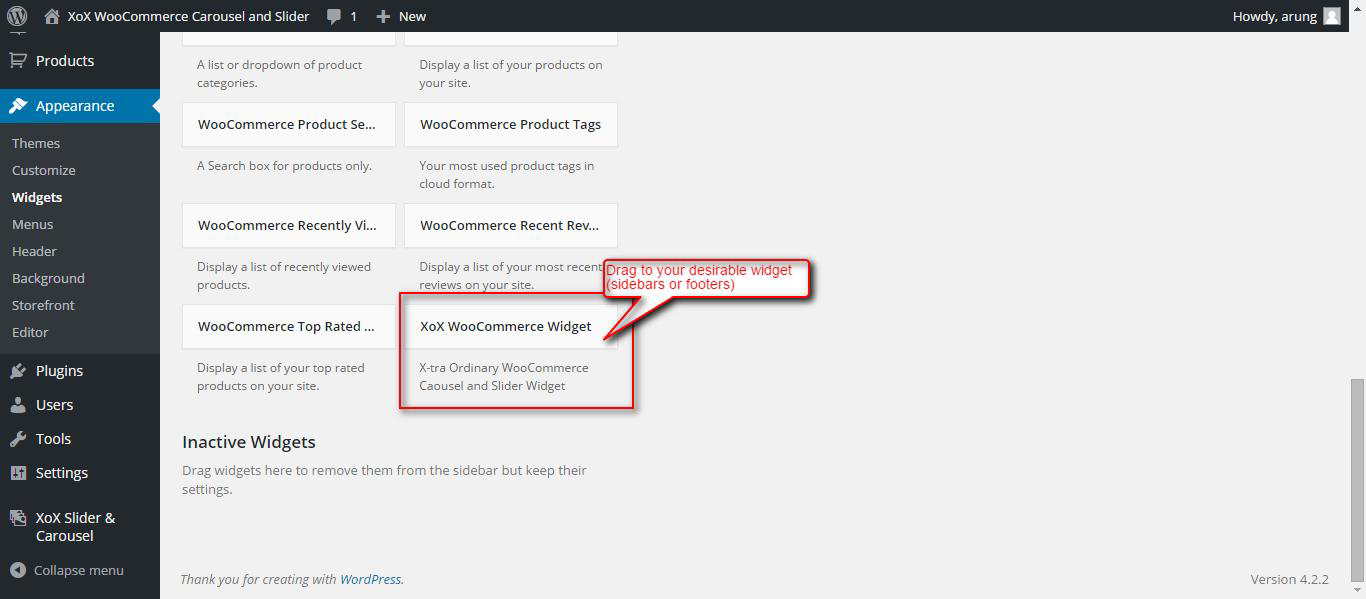 XoX WooCommerce Carousel and Slider 1 New Howdy, arung
Products
Appearance
Themes
Customize
Widgets
Menus
Header
Background
Storefront
Editor
Plugins
Users
Tools
Settings
XoX Slider &
Carousel
Collapse menu
A list or dropdown of product
categories.
Display a list of your products on
your site.
WooCommerce Product Se...
A Search box for products only.
WooCommerce Product Tags
Your most used product tags in
cloud format.
WooCommerce Recently Vi...
Display a list of recently viewed
products.
WooCommerce Recent Rev...
Display a list of your most recent
reviews on your site.
Drag to your desirable widget
(sidebars or footers)
WooCommerce Top Rated ...
Display a list of your top rated
products on your site.
XoX WooCommerce Widget
X-tra Ordinary WooCommerce
Caousel and Slider Widget
Inactive Widgets
Drag widgets here to remove them from the sidebar but keep their
settings.
Thank you for creating with WordPress.
Version 4.2.2